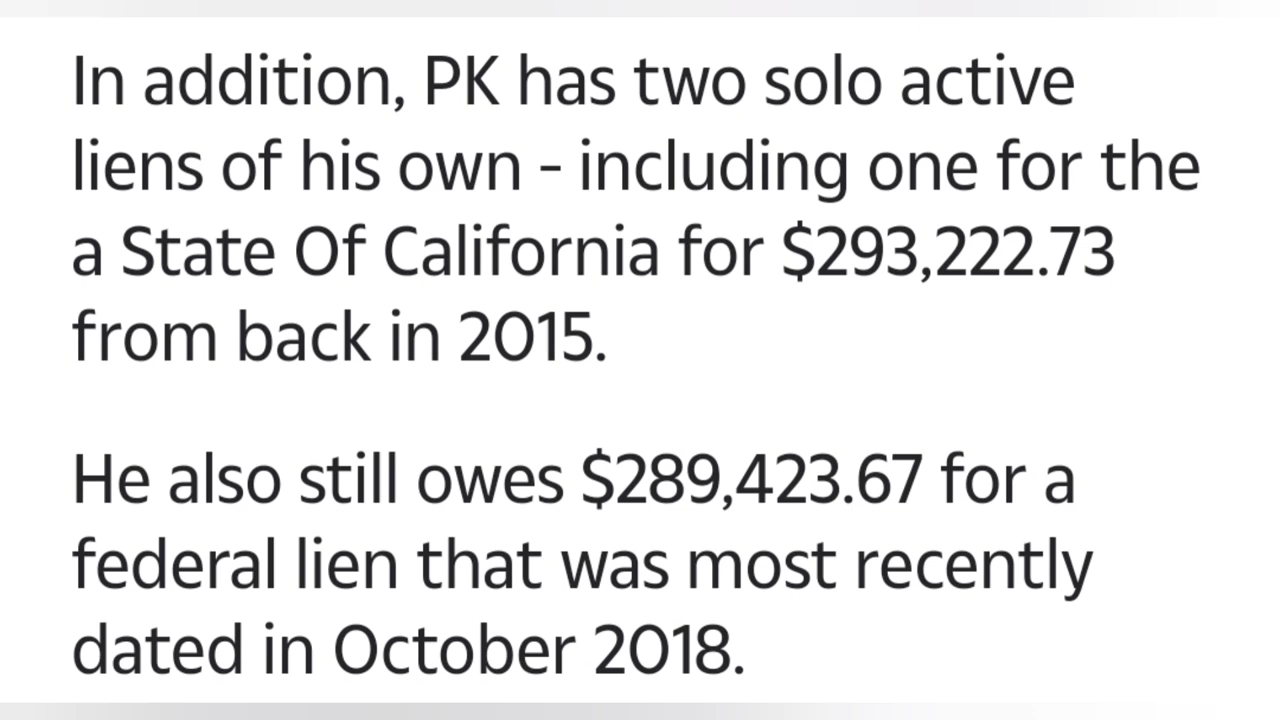 In addition, PK has two solo active
liens of his own - including one for the
a State Of California for $293,222.73
from back in 2015.
He also still owes $289,423.67 for a
federal lien that was most recently
dated in October 2018.